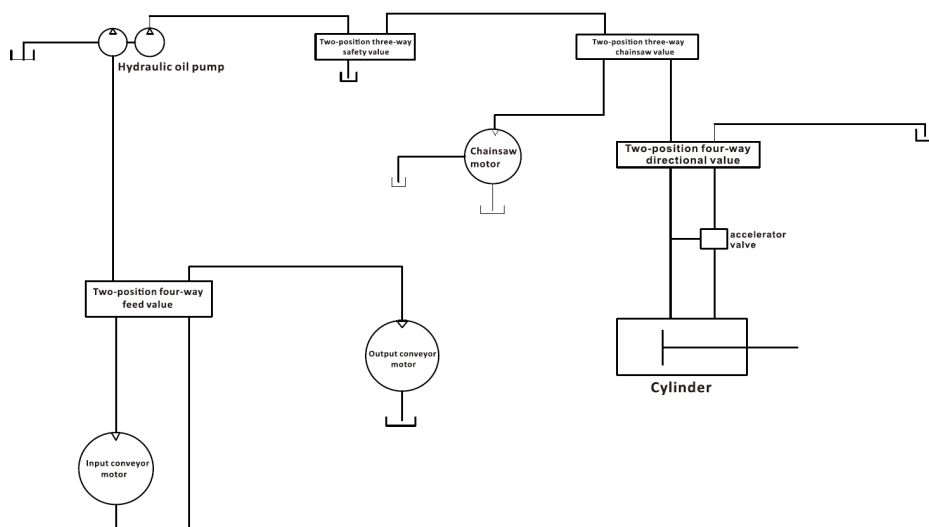 Hydraulic oil pump
Two-position three-way
safety value
Two-position three-way
chainsaw value
Chainsaw
motor
Two-position four-way
directional value
accelerator
valve
Two-position four-way
feed value
Output conveyor
motor
Cylinder
Input conveyor
motor